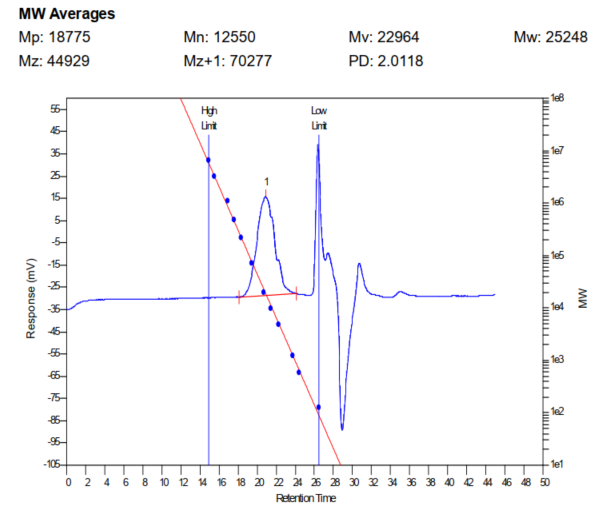 MW Averages
Mp: 18775 Mn: 12550 Mv: 22964 Mw: 25248
Mz: 44929 Mz+1: 70277 PD: 2.0118
High Limit
Low Limit
1
55
45
35
25
15
5
-5
-15
-25
-35
-45
-55
-65
-75
-85
-95
-105
Response (mV)
1e8
1e7
1e6
1e5
1e4
1e3
1e2
1e1
MW
0 2 4 6 8 10 12 14 16 18 20 22 24 26 28 30 32 34 36 38 40 42 44 46 48 50
Retention Time